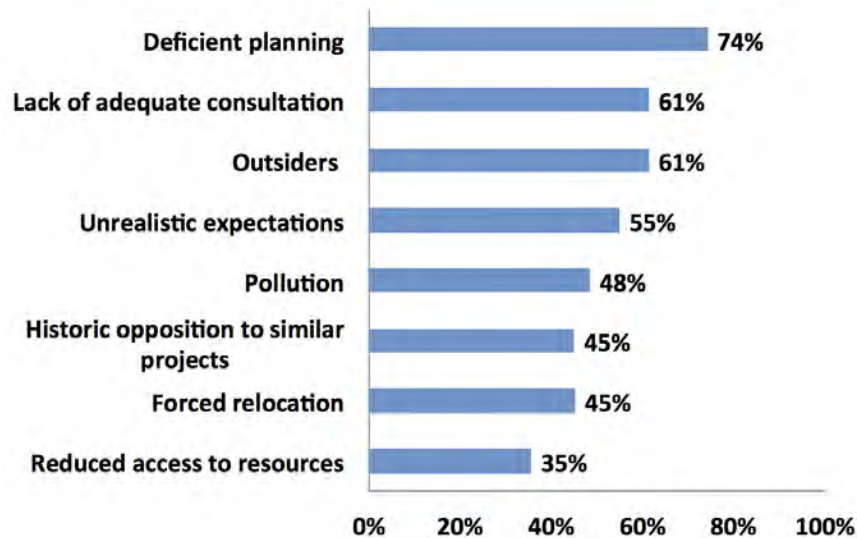 Deficient planning 74%
Lack of adequate consultation 61%
Outsiders 61%
Unrealistic expectations 55%
Pollution 48%
Historic opposition to similar
projects 45%
Forced relocation 45%
Reduced access to resources 35%
0% 20% 40% 60% 80% 100%